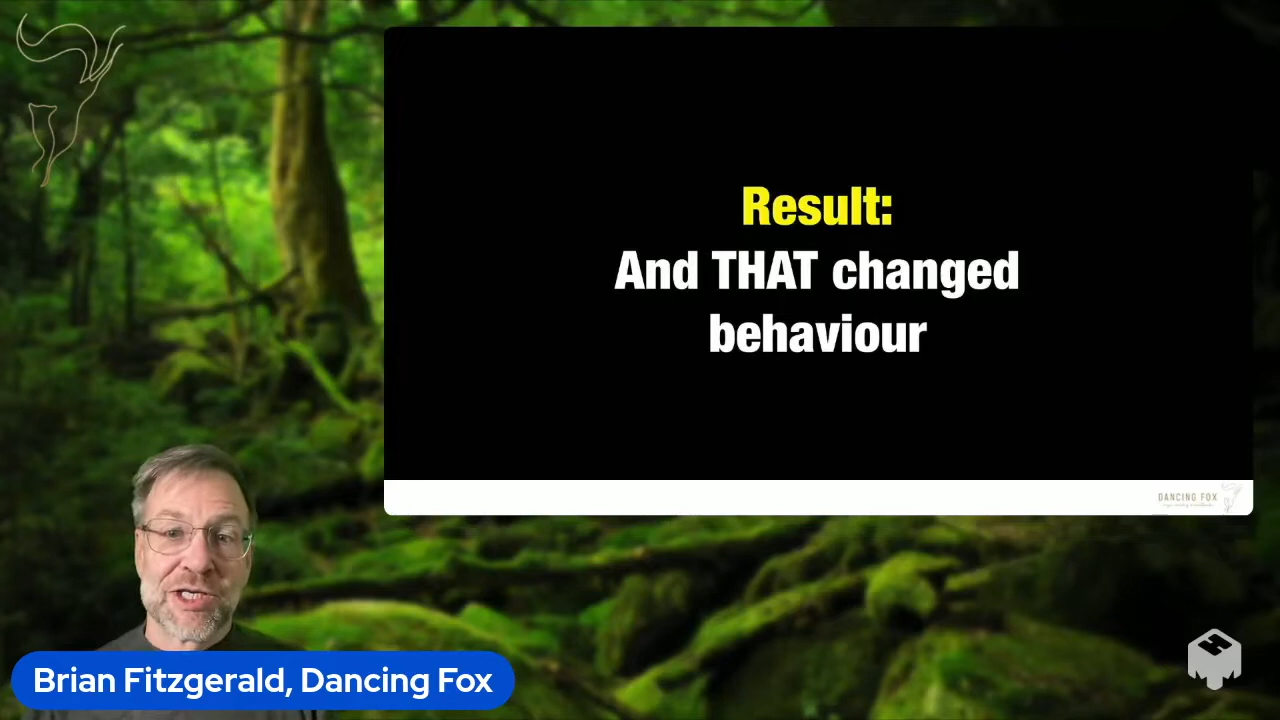 Result:
And THAT changed
behaviour
DANCING FOX
Brian Fitzgerald, Dancing Fox